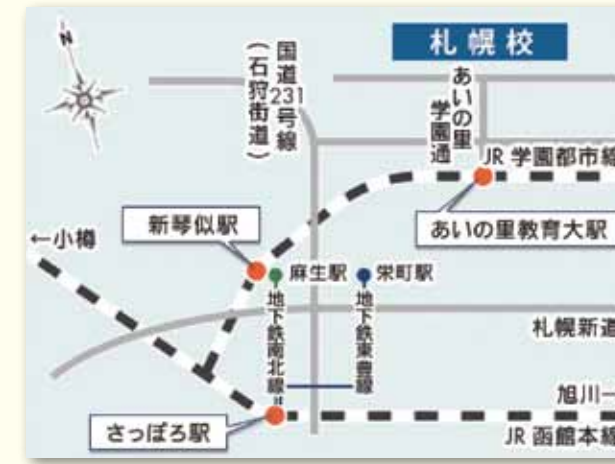 札幌校
N
国道231号線
（石狩街道）
あいの里
学園通
JR 学園都市線
新琴似駅
あいの里教育大駅
←小樽
麻生駅
栄町駅
地下鉄南北線
地下鉄東豊線
札幌新道
旭川
さっぽろ駅
JR 函館本線